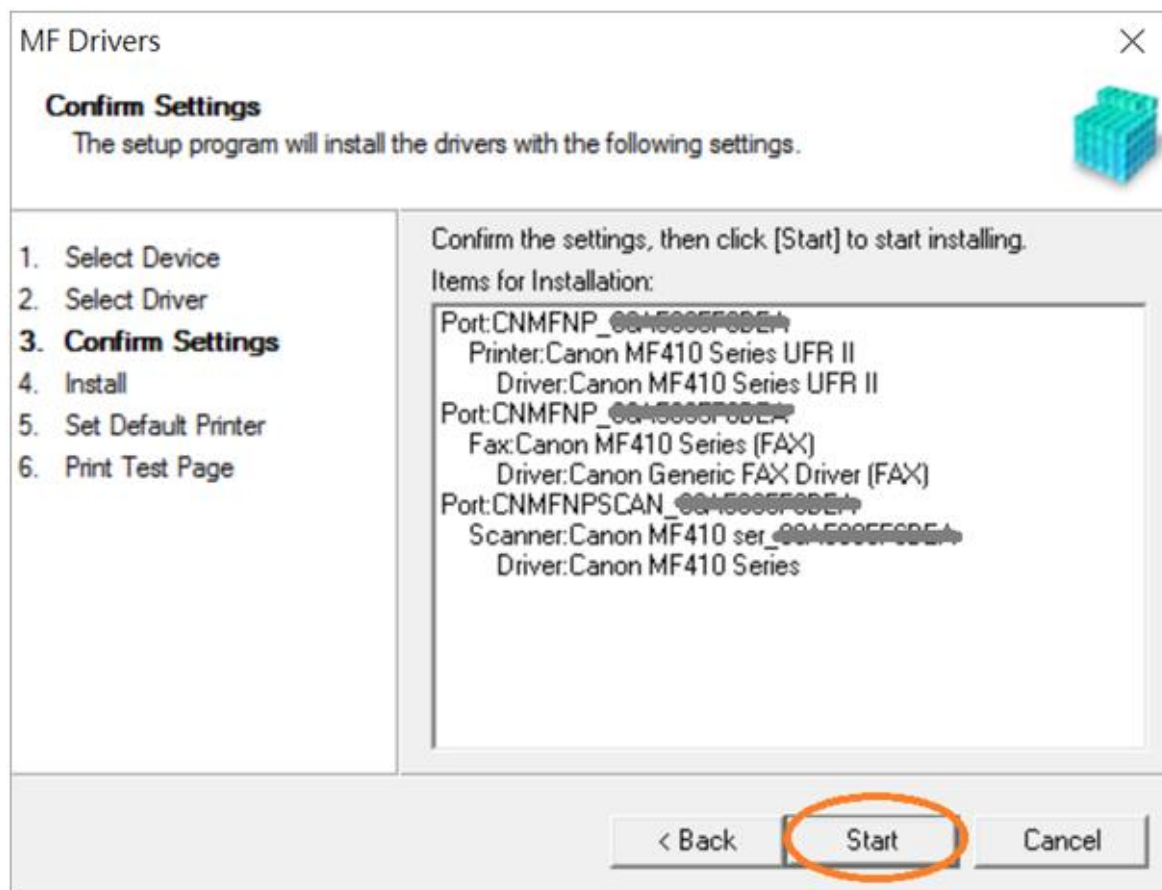 MF Drivers
Confirm Settings
The setup program will install the drivers with the following settings.
1. Select Device
2. Select Driver
3. Confirm Settings
4. Install
5. Set Default Printer
6. Print Test Page
Confirm the settings, then click [Start] to start installing.
Items for Installation:
Port:CNMFNP_
Printer:Canon MF410 Series UFR II
Driver:Canon MF410 Series UFR II
Port:CNMFNP_
Fax:Canon MF410 Series (FAX)
Driver:Canon Generic FAX Driver (FAX)
Port:CNMFNPSCAN_
Scanner:Canon MF410 ser_
Driver:Canon MF410 Series
< Back
Start
Cancel